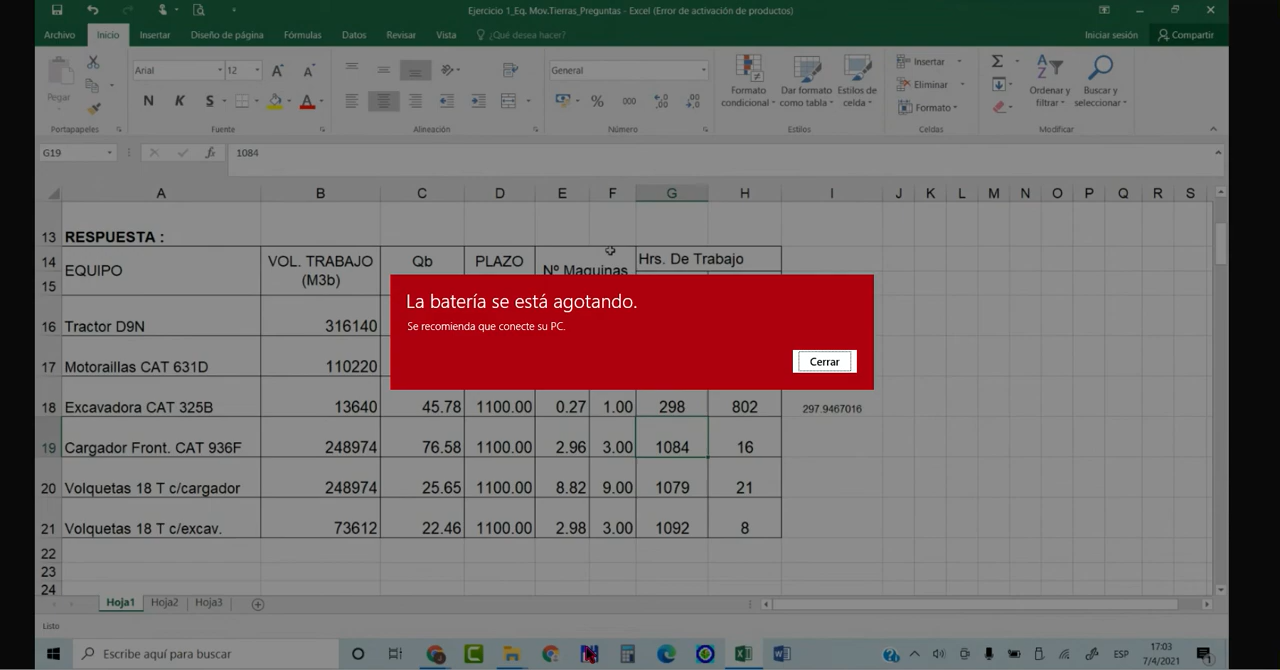 Ejercicio 1_Eq. Mov.Tierras_Preguntas - Excel (Error de activación de productos)
Archivo Inicio Insertar Diseño de página Fórmulas Datos Revisar Vista ¿Qué desea hacer? Iniciar sesión Compartir
Pegar
Portapapeles
Arial 12
N K S A
Fuente
Alineación
General
% 000
Número
Formato condicional
Dar formato como tabla
Estilos de celda
Estilos
Insertar
Eliminar
Formato
Celdas
Ordenar y filtrar
Buscar y seleccionar
Modificar
G19 fx 1084
A B C D E F G H I J K L M N O P Q R S
13 RESPUESTA :
14 EQUIPO VOL. TRABAJO Qb PLAZO Nº Maquinas Hrs. De Trabajo
15 (M3b)
La batería se está agotando.
Se recomienda que conecte su PC.
Cerrar
16 Tractor D9N 316140
17 Motoraillas CAT 631D 110220
18 Excavadora CAT 325B 13640 45.78 1100.00 0.27 1.00 298 802 297.9467016
19 Cargador Front. CAT 936F 248974 76.58 1100.00 2.96 3.00 1084 16
20 Volquetas 18 T c/cargador 248974 25.65 1100.00 8.82 9.00 1079 21
21 Volquetas 18 T c/excav. 73612 22.46 1100.00 2.98 3.00 1092 8
22
23
24
Hoja1 Hoja2 Hoja3
Listo
Escribe aquí para buscar
ESP
17:03
7/4/2021